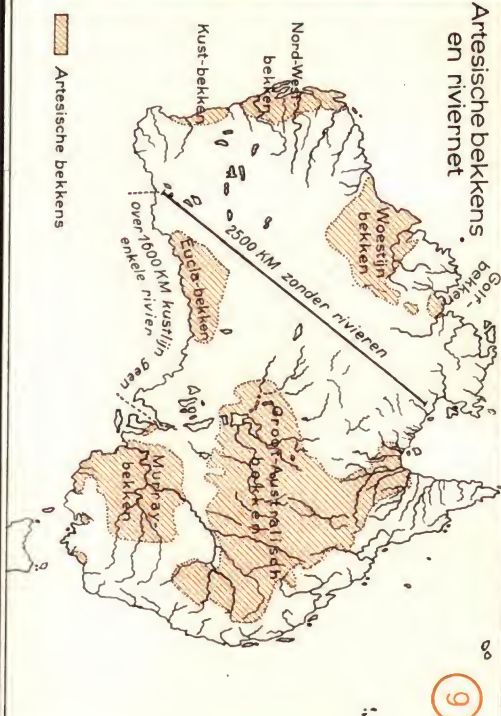 Artesische bekkens
en riviernet
Golf-
bekken
Woestijn
bekken
Nord-West-
bekken
Kust-bekken
2500 KM zonder rivieren
Eucla-bekken
over 1600 KM kustlijn geen
enkele rivier
Groot-Australisch
bekken
Murray-
bekken
Artesische bekkens
9